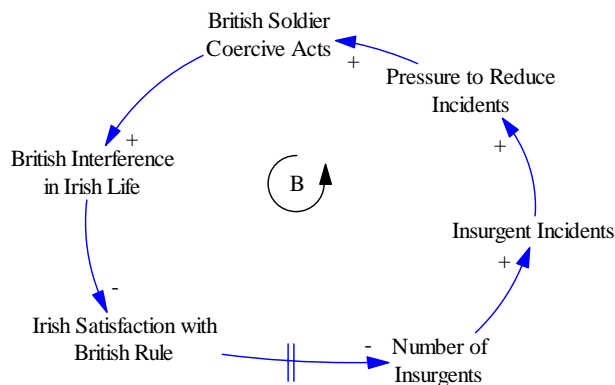 British Soldier
Coercive Acts
+
Pressure to Reduce
Incidents
+
British Interference
in Irish Life
+
B
Insurgent Incidents
+
-
Irish Satisfaction with
British Rule
-
Number of
Insurgents